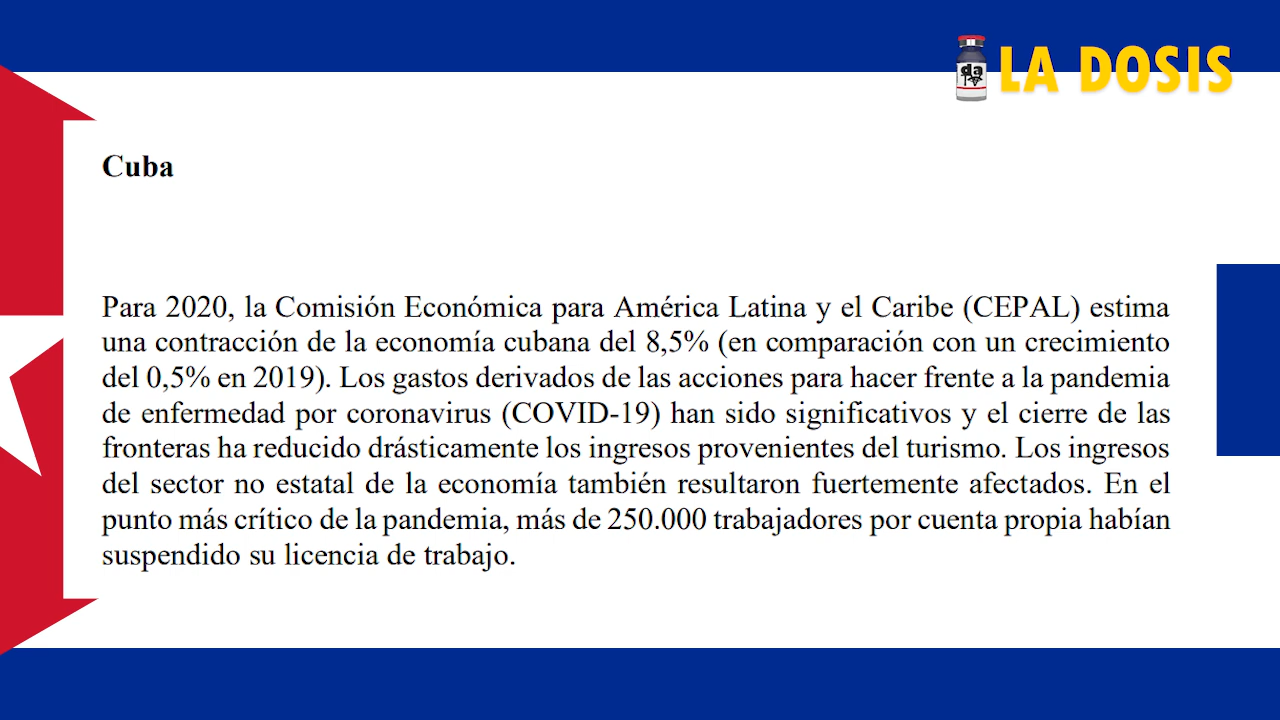 LA DOSIS
Cuba
Para 2020, la Comisión Económica para América Latina y el Caribe (CEPAL) estima
una contracción de la economía cubana del 8,5% (en comparación con un crecimiento
del 0,5% en 2019). Los gastos derivados de las acciones para hacer frente a la pandemia
de enfermedad por coronavirus (COVID-19) han sido significativos y el cierre de las
fronteras ha reducido drásticamente los ingresos provenientes del turismo. Los ingresos
del sector no estatal de la economía también resultaron fuertemente afectados. En el
punto más crítico de la pandemia, más de 250.000 trabajadores por cuenta propia habían
suspendido su licencia de trabajo.